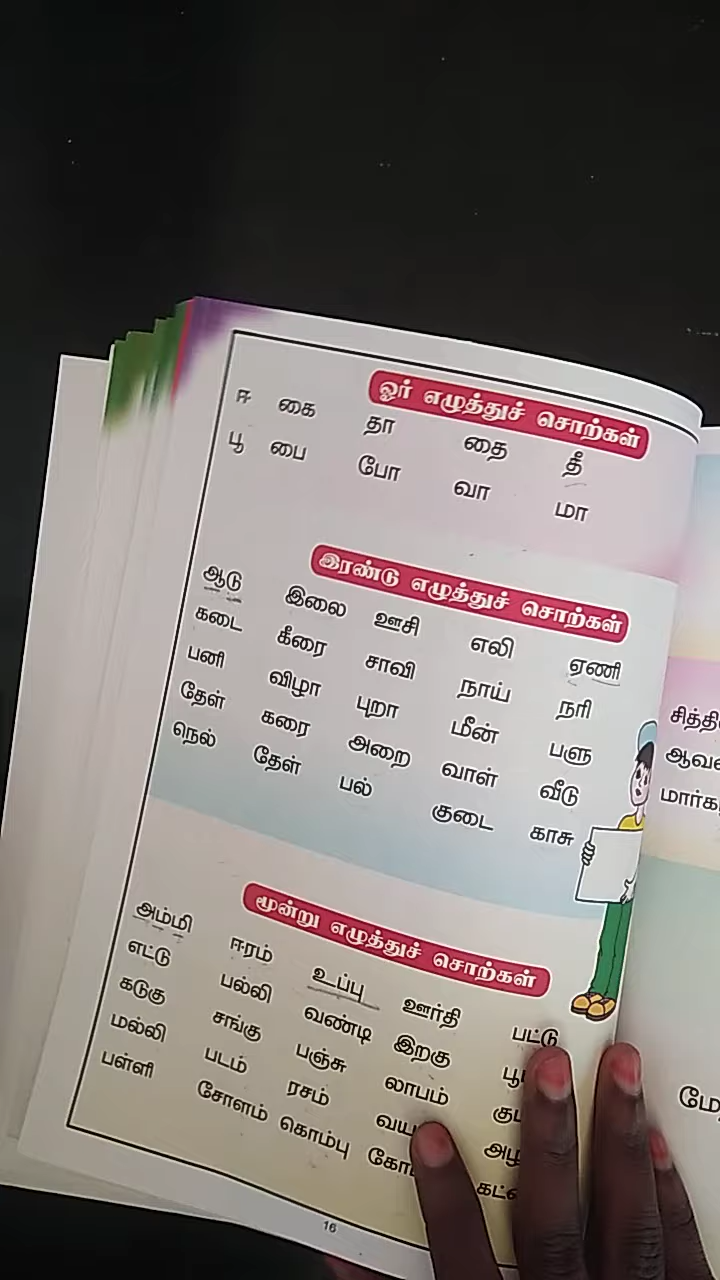 ஓர் எழுத்துச் சொற்கள்
ஈ கை தா தை தீ
பூ பை போ வா மா
இரண்டு எழுத்துச் சொற்கள்
ஆடு இலை ஊசி எலி ஏணி
கடை கீரை சாவி நாய் நரி
பனி விழா புறா மீன் பளு
தேள் கரை அறை வாள் வீடு
நெல் தேள் பல் குடை காசு
மூன்று எழுத்துச் சொற்கள்
அம்மி ஈரம் உப்பு ஊர்தி பட்டு
எட்டு பல்லி வண்டி இறகு
கடுகு சங்கு பஞ்சு லாபம்
மல்லி படம் ரசம்
பள்ளி சோளம் கொம்பு
16